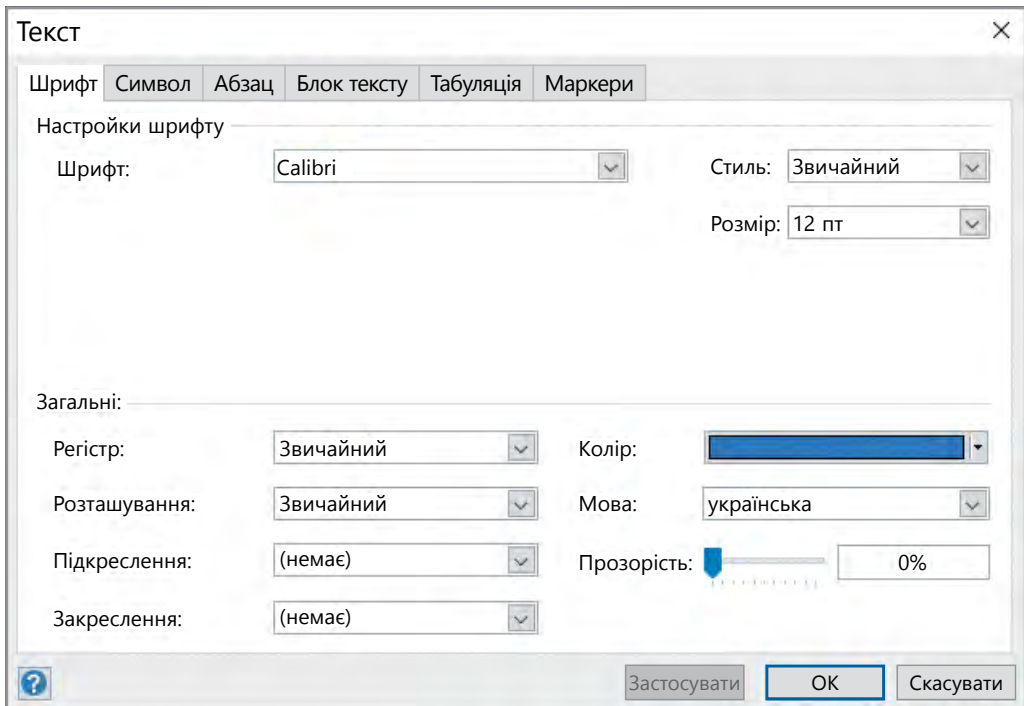 Текст
Шрифт Символ Абзац Блок тексту Табуляція Маркери
Настройки шрифту
Шрифт: Calibri Стиль: Звичайний
Розмір: 12 пт
Загальні:
Регістр: Звичайний Колір:
Розташування: Звичайний Мова: українська
Підкреслення: (немає) Прозорість: 0%
Закреслення: (немає)
? Застосувати ОК Скасувати